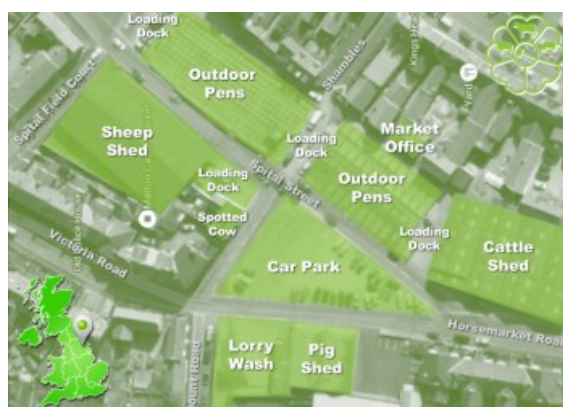 Loading
Dock
Outdoor
Pens
Shambles
Kings Head
Yard
Spital Field Court
Sheep
Shed
Loading
Dock
Market
Office
Loading
Dock
Spital Street
Outdoor
Pens
Spotted
Cow
Loading
Dock
Cattle
Shed
Victoria Road
Car Park
Horsemarket Road
Lorry
Wash
Pig
Shed